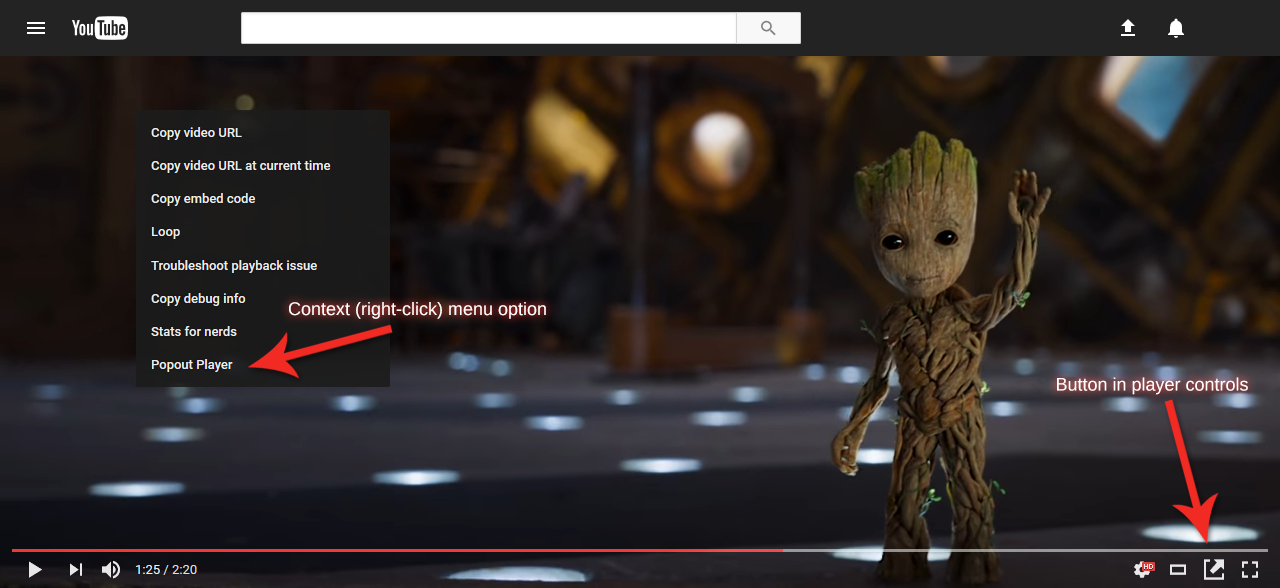 YouTube
Copy video URL
Copy video URL at current time
Copy embed code
Loop
Troubleshoot playback issue
Copy debug info
Context (right-click) menu option
Stats for nerds
Popout Player
Button in player controls
1:25 / 2:20
HD